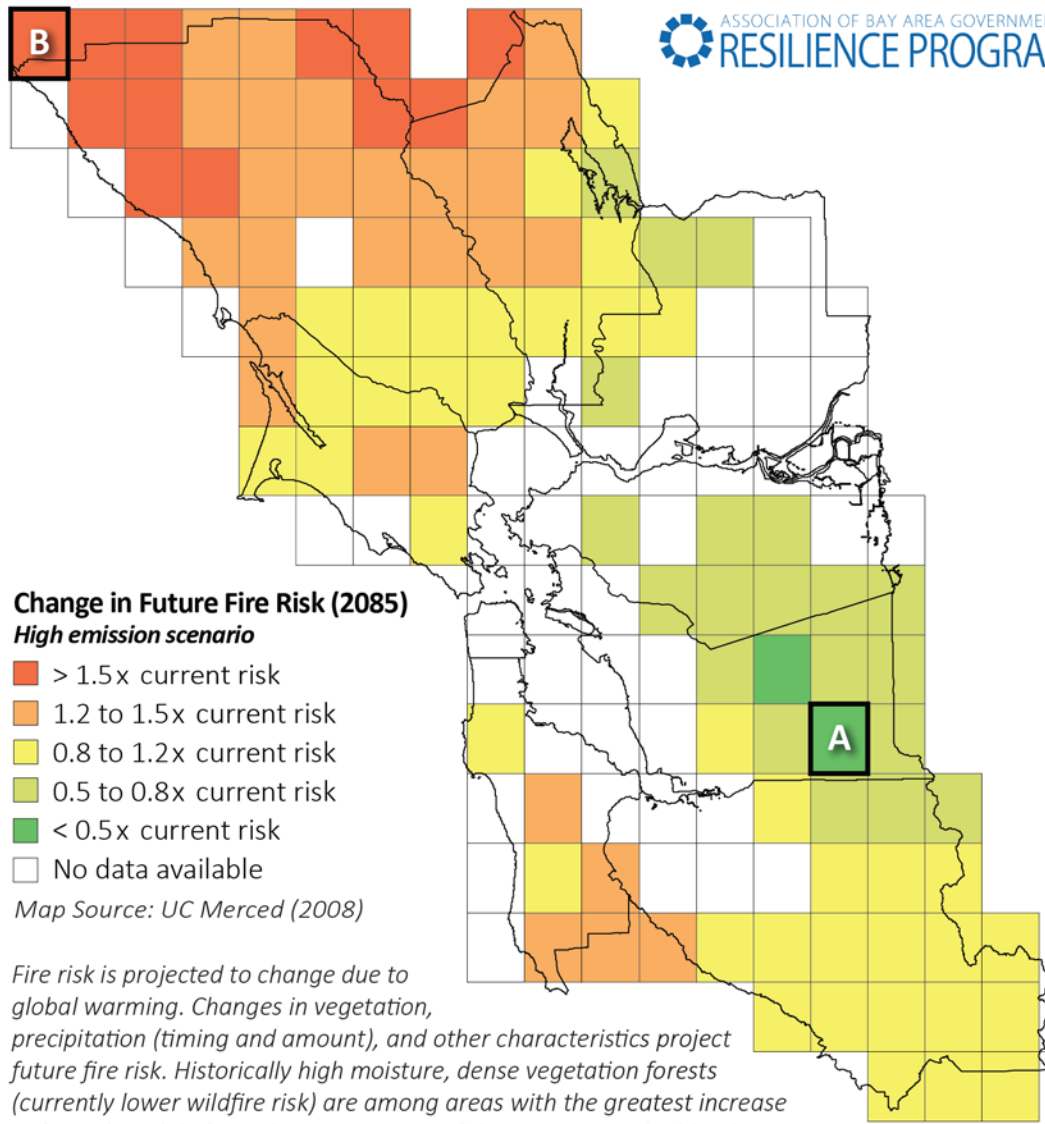 B
ASSOCIATION OF BAY AREA
RESILIENCE
Change in Future Fire Risk (2085)
High emission scenario
> 1.5x current risk
1.2 to 1.5x current risk
0.8 to 1.2x current risk
0.5 to 0.8x current risk
< 0.5x current risk
No data available
Map Source: UC Merced (2008)
A
Fire risk is projected to change due to
global warming. Changes in vegetation,
precipitation (timing and amount), and other characteristics project
future fire risk. Historically high moisture, dense vegetation forests
(currently lower wildfire risk) are among areas with the greatest increase